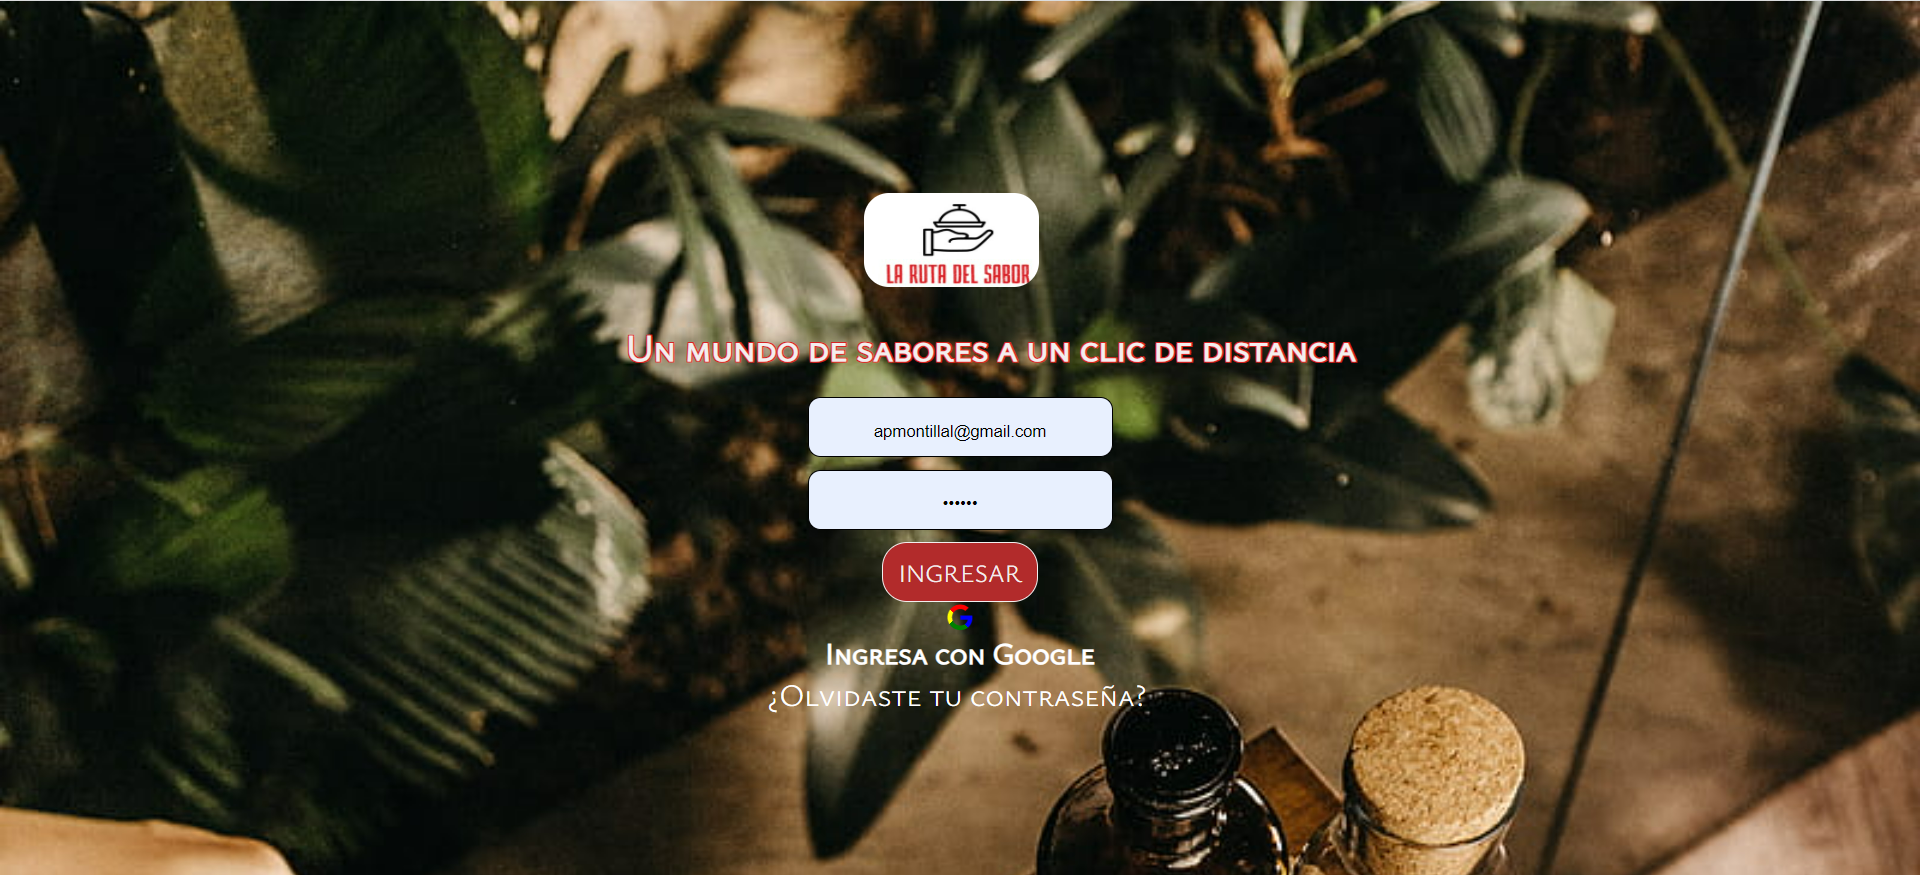 LA RUTA DEL SABOR
Un mundo de sabores a un clic de distancia
apmontillal@gmail.com
••••••
INGRESAR
Ingresa con Google
¿Olvidaste tu contraseña?